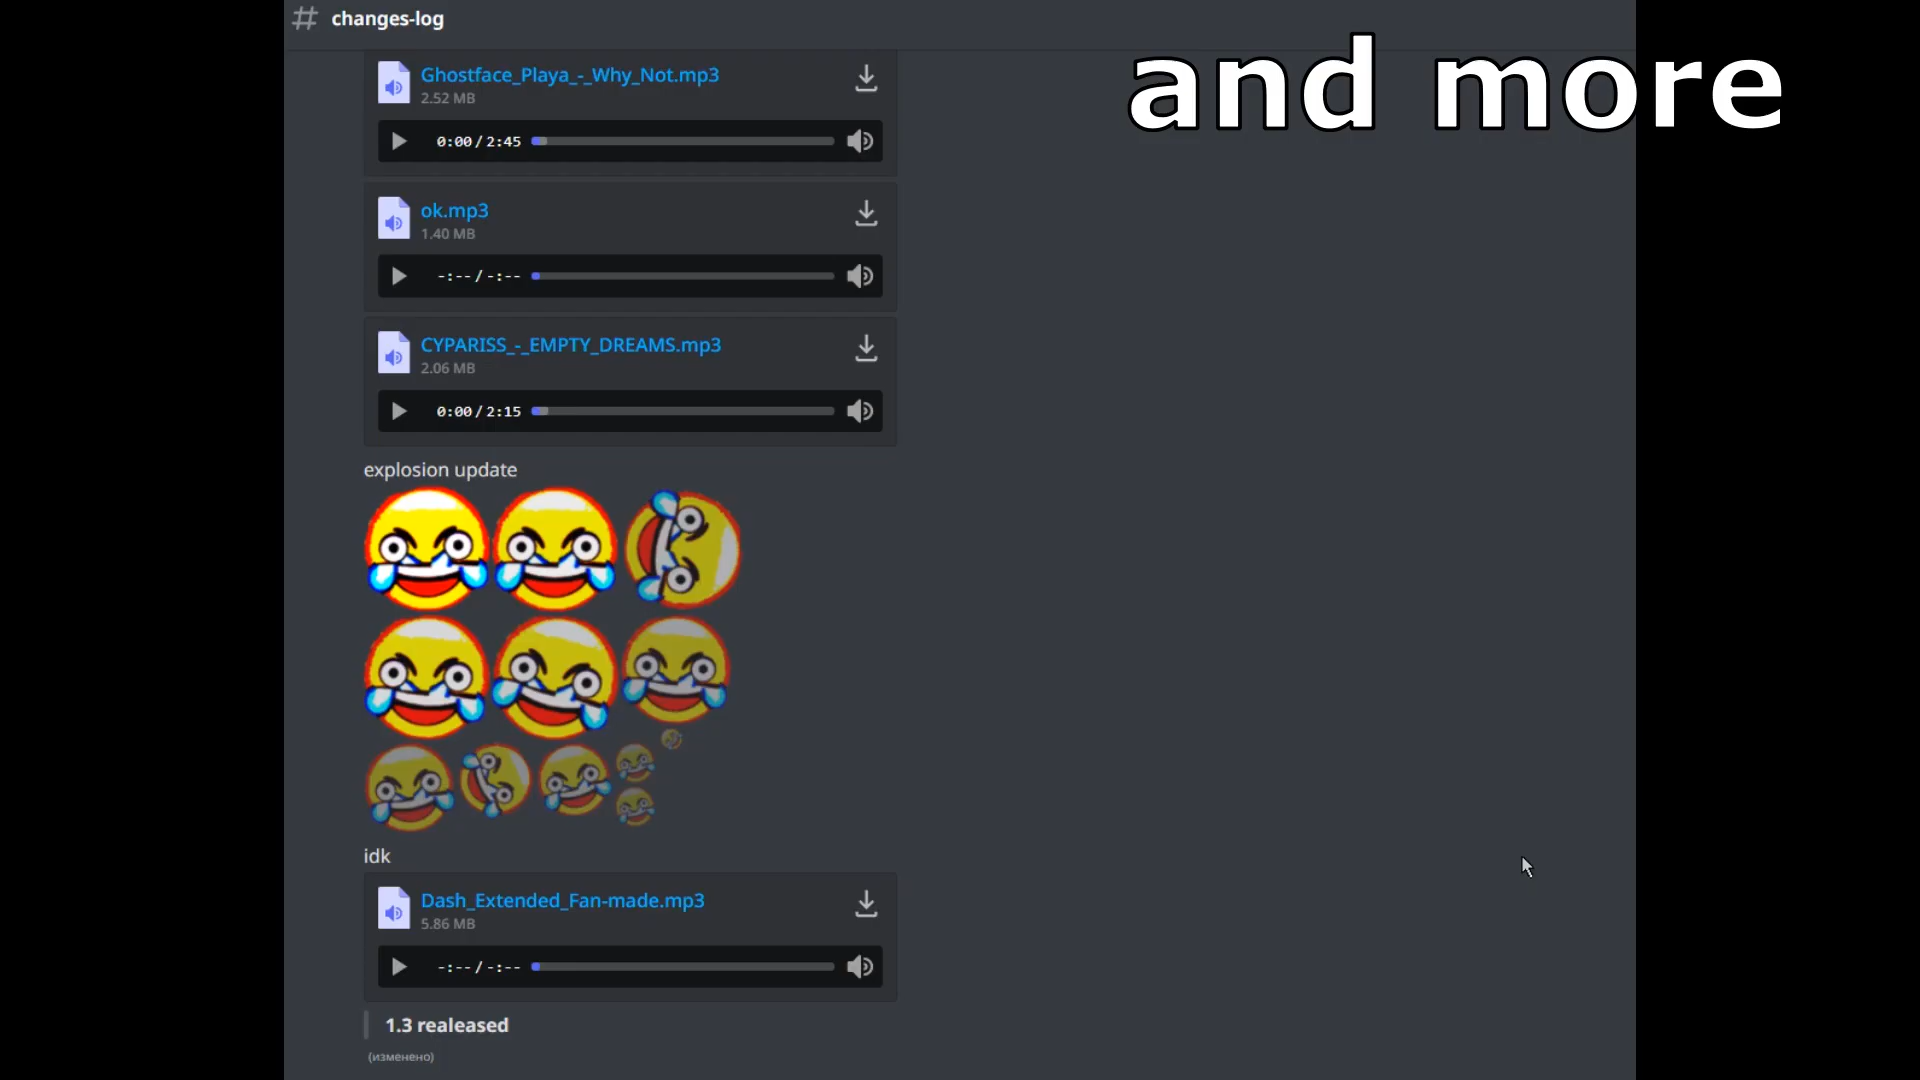 # changes-log
and more
Ghostface_Playa_-_Why_Not.mp3
2.52 MB
0:00 / 2:45
ok.mp3
1.40 MB
-:-- / -:--
CYPARISS_-_EMPTY_DREAMS.mp3
2.06 MB
0:00 / 2:15
explosion update
idk
Dash_Extended_Fan-made.mp3
5.86 MB
-:-- / -:--
1.3 realeased
(изменено)